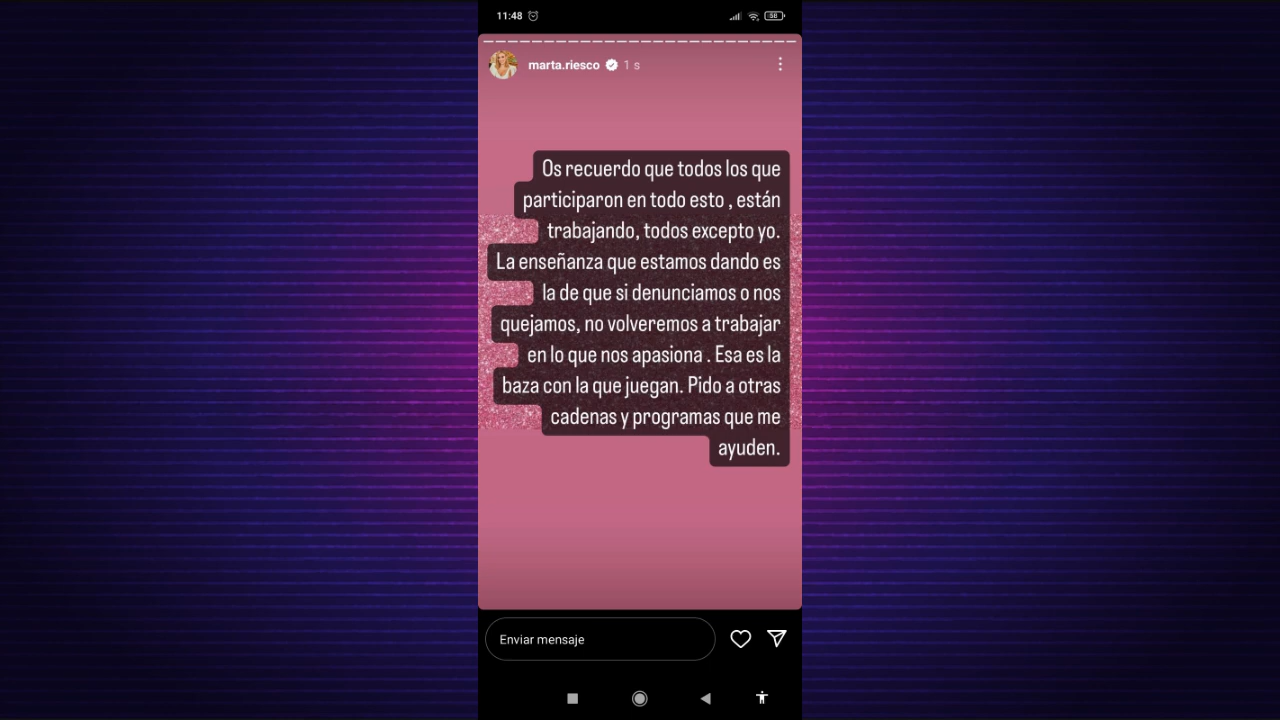 11:48
58
marta.riesco 1 s
Os recuerdo que todos los que
participaron en todo esto , están
trabajando, todos excepto yo.
La enseñanza que estamos dando es
la de que si denunciamos o nos
quejamos, no volveremos a trabajar
en lo que nos apasiona . Esa es la
baza con la que juegan. Pido a otras
cadenas y programas que me
ayuden.
Enviar mensaje